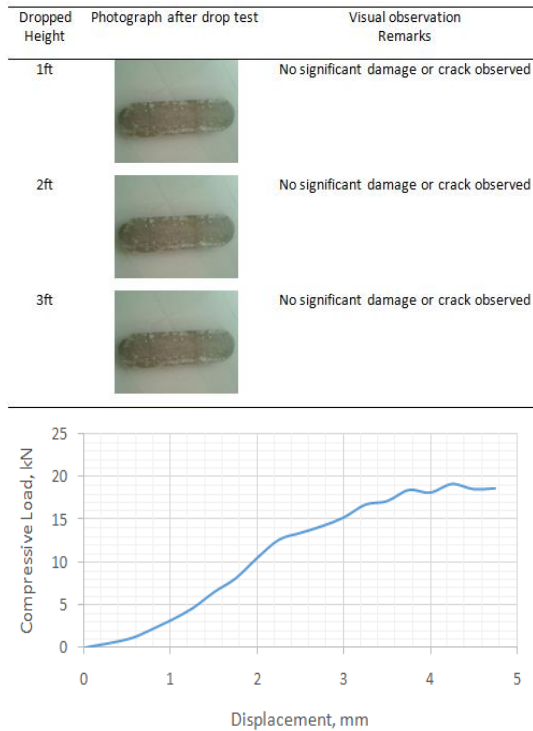 Dropped Height
Photograph after drop test
Visual observation Remarks
1ft
No significant damage or crack observed
2ft
No significant damage or crack observed
3ft
No significant damage or crack observed
Compressive Load, kN
25
20
15
10
5
0
0 1 2 3 4 5
Displacement, mm